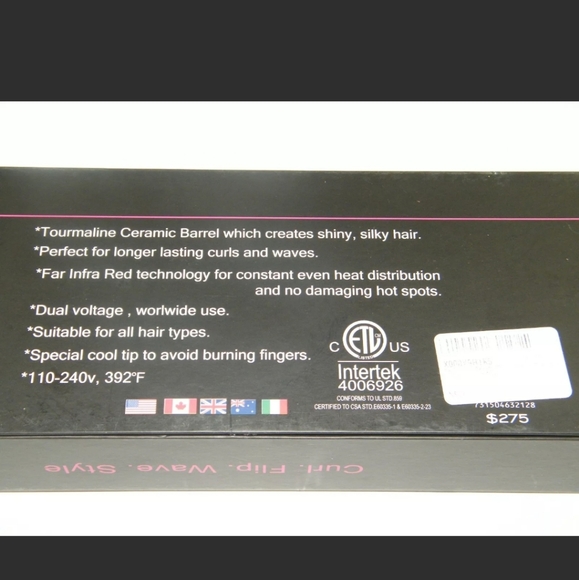 *Tourmaline Ceramic Barrel which creates shiny, silky hair.
*Perfect for longer lasting curls and waves.
*Far Infra Red technology for constant even heat distribution
and no damaging hot spots.
*Dual voltage , worlwide use.
*Suitable for all hair types.
*Special cool tip to avoid burning fingers.
*110-240v, 392°F
C ETL US
LISTED
Intertek
4006926
CONFORMS TO UL STD.859
CERTIFIED TO CSA STD.E60335-1 & E60335-2-23
731504632128
$275
Curl. Flip. Wave. Style